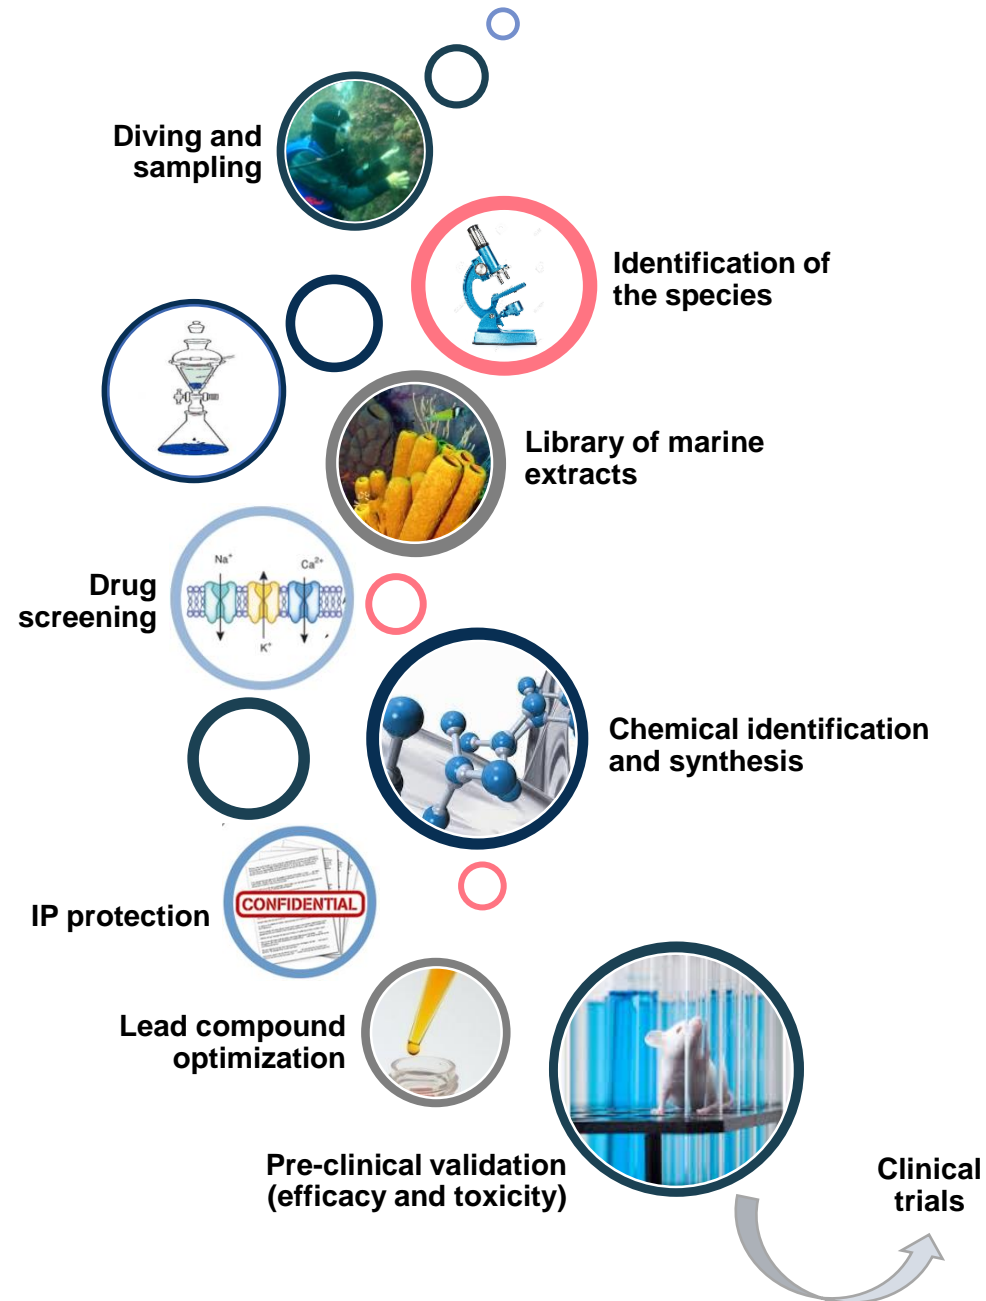 Diving and
sampling
Identification of
the species
Library of marine
extracts
Na⁺
Ca²⁺
K⁺
Drug
screening
Chemical identification
and synthesis
CONFIDENTIAL
IP protection
Lead compound
optimization
Pre-clinical validation
(efficacy and toxicity)
Clinical
trials